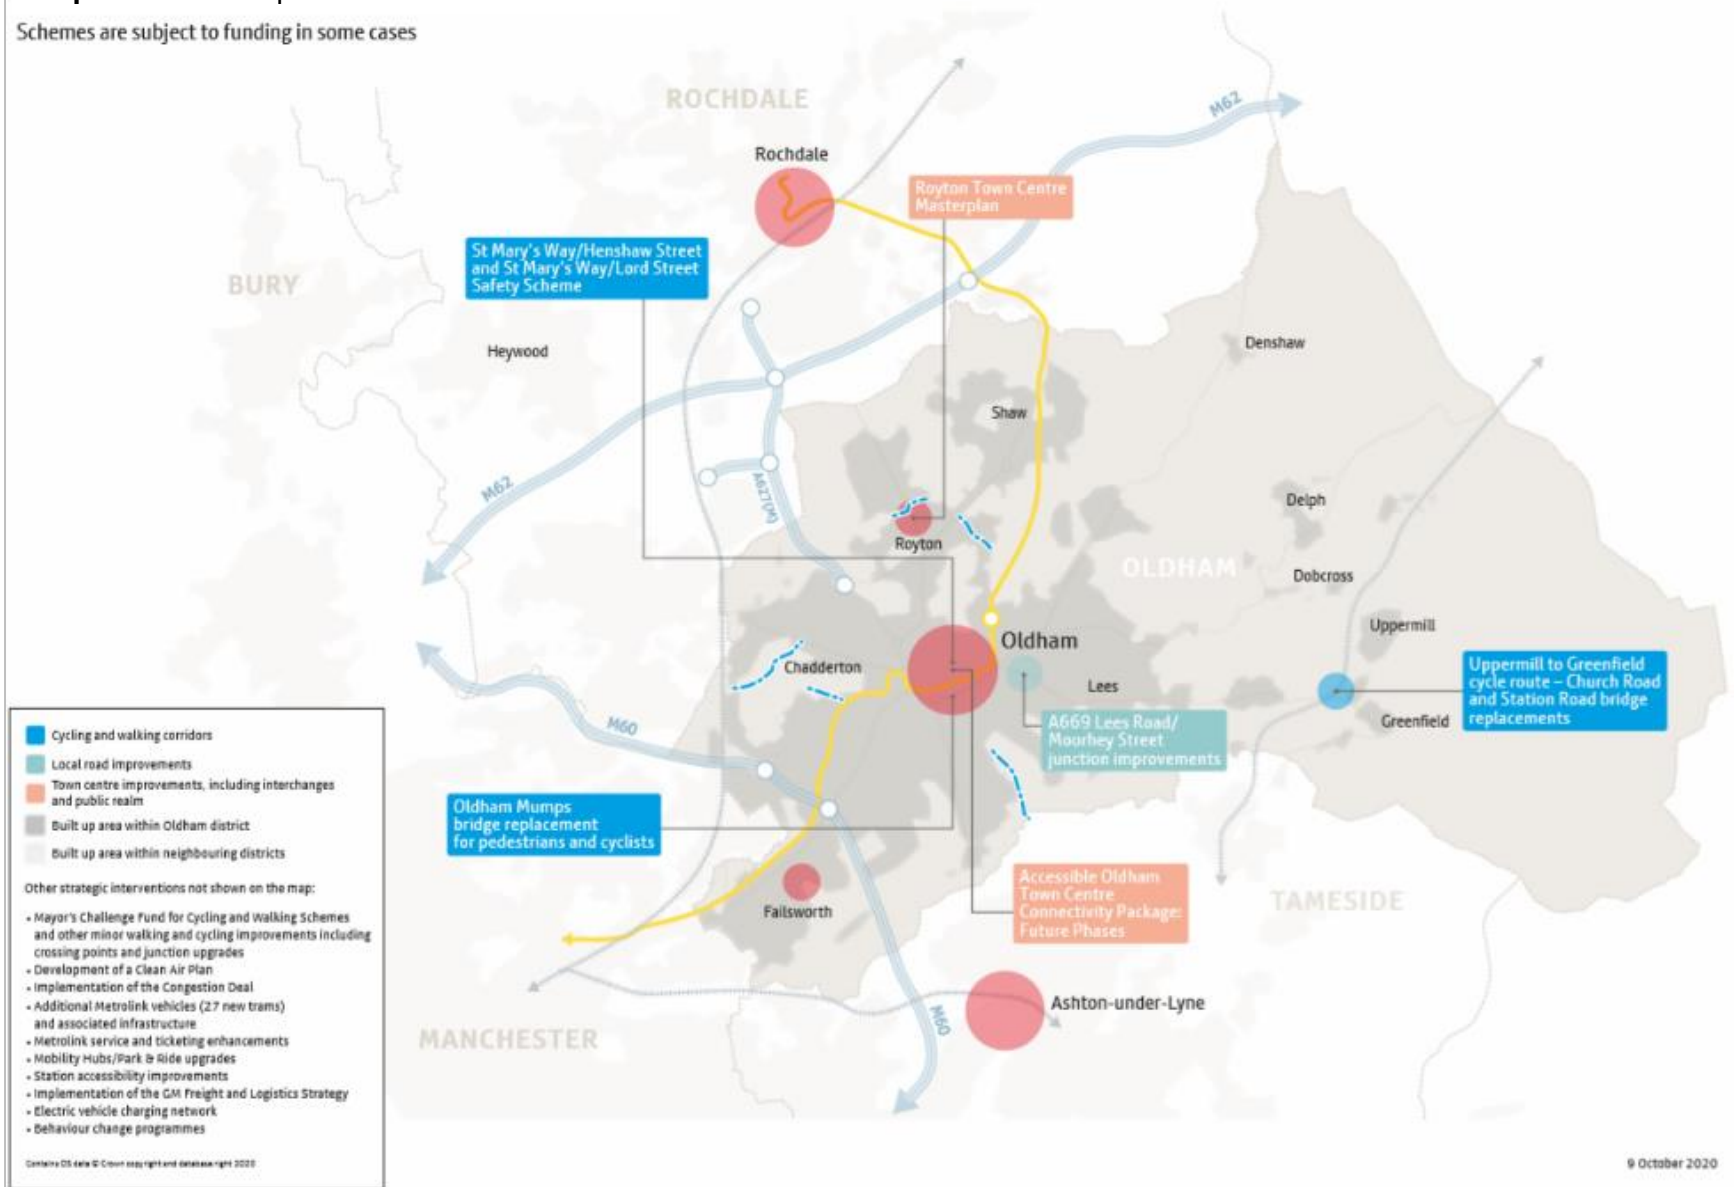 Schemes are subject to funding in some cases
ROCHDALE
M62
Rochdale
Royton Town Centre
Masterplan
St Mary's Way/Henshaw Street
and St Mary's Way/Lord Street
Safety Scheme
BURY
Heywood
Denshaw
Shaw
M62
A627(M)
Delph
Royton
OLDHAM
Dobcross
Uppermill
Oldham
Chadderton
Lees
Uppermill to Greenfield
cycle route – Church Road
and Station Road bridge
replacements
Greenfield
A669 Lees Road/
Moorhey Street
junction improvements
M60
Oldham Mumps
bridge replacement
for pedestrians and cyclists
Accessible Oldham
Town Centre
Connectivity Package:
Future Phases
Failsworth
TAMESIDE
Ashton-under-Lyne
M60
MANCHESTER
Cycling and walking corridors
Local road improvements
Town centre improvements, including interchanges
and public realm
Built up area within Oldham district
Built up area within neighbouring districts
Other strategic interventions not shown on the map:
• Mayor's Challenge Fund for Cycling and Walking Schemes
and other minor walking and cycling improvements including
crossing points and junction upgrades
• Development of a Clean Air Plan
• Implementation of the Congestion Deal
• Additional Metrolink vehicles (27 new trams)
and associated infrastructure
• Metrolink service and ticketing enhancements
• Mobility Hubs/Park & Ride upgrades
• Station accessibility improvements
• Implementation of the GM Freight and Logistics Strategy
• Electric vehicle charging network
• Behaviour change programmes
Contains OS data © Crown copyright and database right 2020
9 October 2020